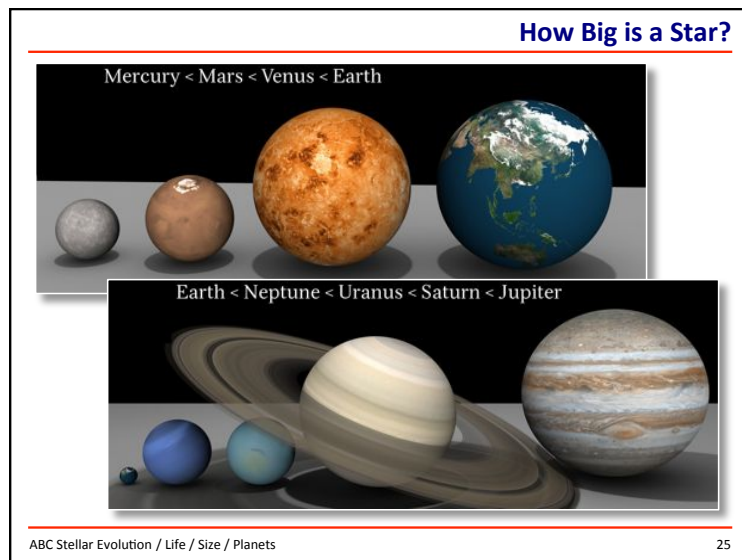 How Big is a Star?
Mercury < Mars < Venus < Earth
Earth < Neptune < Uranus < Saturn < Jupiter
ABC Stellar Evolution / Life / Size / Planets
25